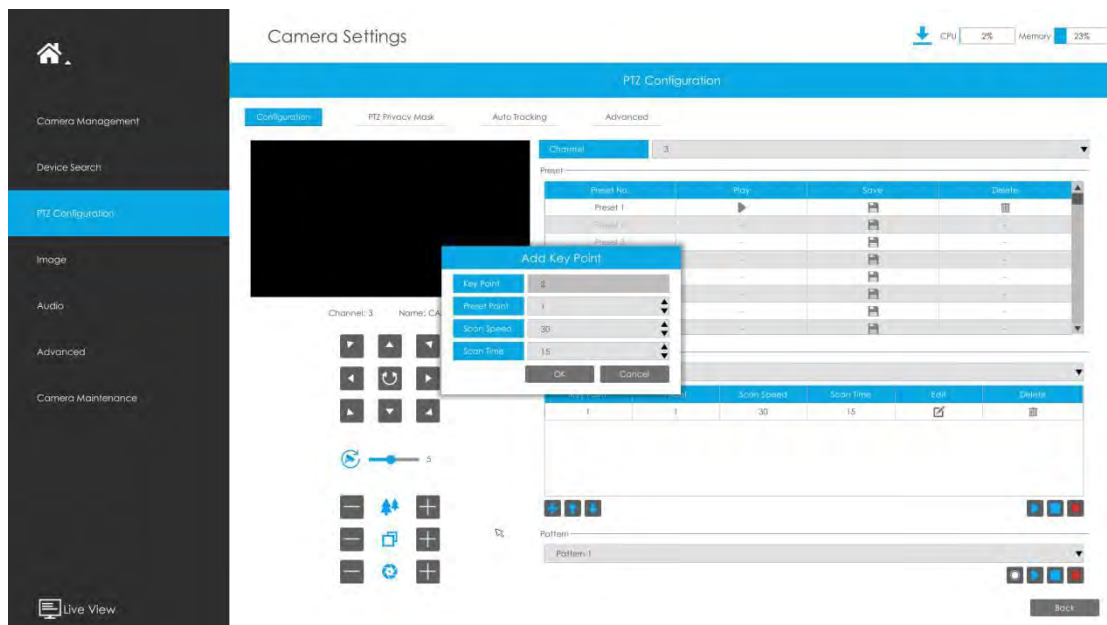 Camera Settings
CPU 2% Memory 23%
PTZ Configuration
Camera Management
Device Search
PTZ Configuration
Image
Audio
Advanced
Camera Maintenance
Live View
Configuration PTZ Privacy Mask Auto Tracking Advanced
Channel 3
Preset
Preset No. Play Save Delete
Preset 1
Add Key Point
Key Point 2
Preset Point 1
Scan Speed 30
Scan Time 15
OK Cancel
Channel: 3 Name: CA
5
Scan Speed Scan Time Edit Delete
1 1 30 15
Pattern
Pattern 1
Back